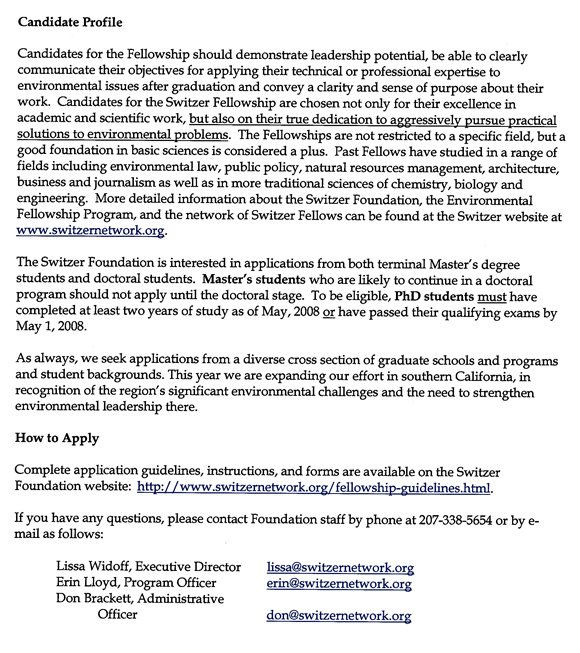 Candidate Profile
Candidates for the Fellowship should demonstrate leadership potential, be able to clearly
communicate their objectives for applying their technical or professional expertise to
environmental issues after graduation and convey a clarity and sense of purpose about their
work.  Candidates for the Switzer Fellowship are chosen not only for their excellence in
academic and scientific work, but also on their true dedication to aggressively pursue practical
solutions to environmental problems.  The Fellowships are not restricted to a specific field, but a
good foundation in basic sciences is considered a plus.  Past Fellows have studied in a range of
fields including environmental law, public policy, natural resources management, architecture,
business and journalism as well as in more traditional sciences of chemistry, biology and
engineering.  More detailed information about the Switzer Foundation, the Environmental
Fellowship Program, and the network of Switzer Fellows can be found at the Switzer website at
www.switzernetwork.org.
The Switzer Foundation is interested in applications from both terminal Master's degree
students and doctoral students.  Master's students who are likely to continue in a doctoral
program should not apply until the doctoral stage.  To be eligible, PhD students must have
completed at least two years of study as of May, 2008 or have passed their qualifying exams by
May 1, 2008.
As always, we seek applications from a diverse cross section of graduate schools and programs
and student backgrounds. This year we are expanding our effort in southern California, in
recognition of the region's significant environmental challenges and the need to strengthen
environmental leadership there.
How to Apply
Complete application guidelines, instructions, and forms are available on the Switzer
Foundation website:  http://www.switzernetwork.org/fellowship-guidelines.html.
If you have any questions, please contact Foundation staff by phone at 207-338-5654 or by e-
mail as follows:
Lissa Widoff, Executive Director lissa@switzernetwork.org
Erin Lloyd, Program Officer erin@switzernetwork.org
Don Brackett, Administrative
Officer don@switzernetwork.org